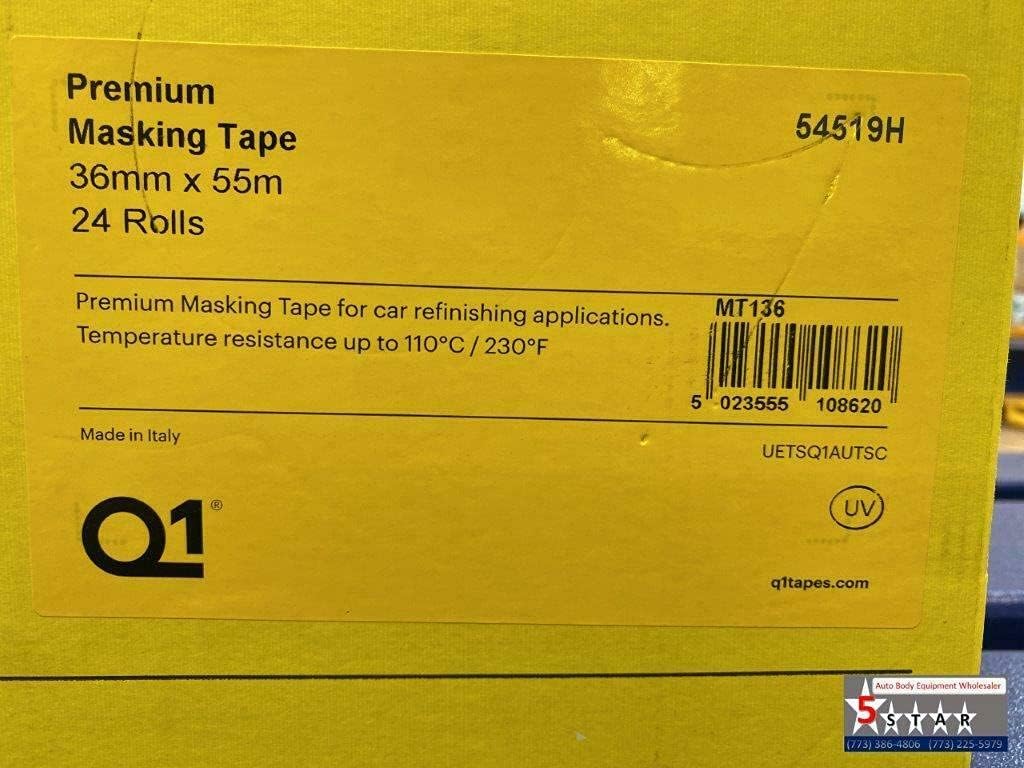 Premium
Masking Tape
36mm x 55m
24 Rolls
54519H
Premium Masking Tape for car refinishing applications.
Temperature resistance up to 110°C / 230°F
MT136
5 023555 108620
Made in Italy
UETSQ1AUTSC
Q1®
UV
q1tapes.com
Auto Body Equipment Wholesaler
5 STAR
(773) 386-4806 (773) 225-5979